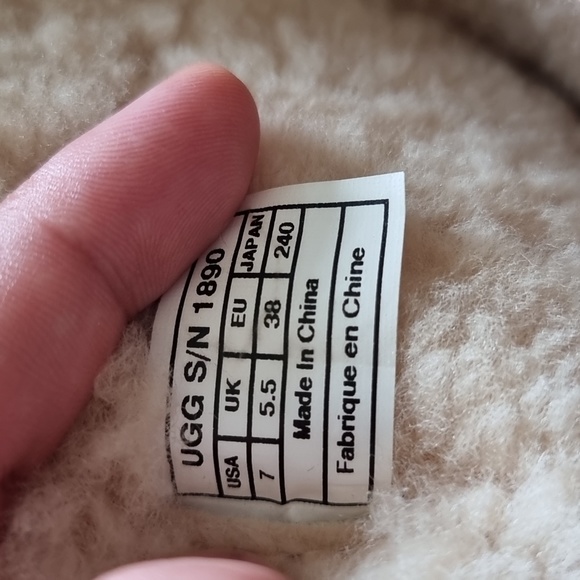 UGG S/N 1890
USA UK EU JAPAN
7 5.5 38 240
Made In China
Fabrique en Chine